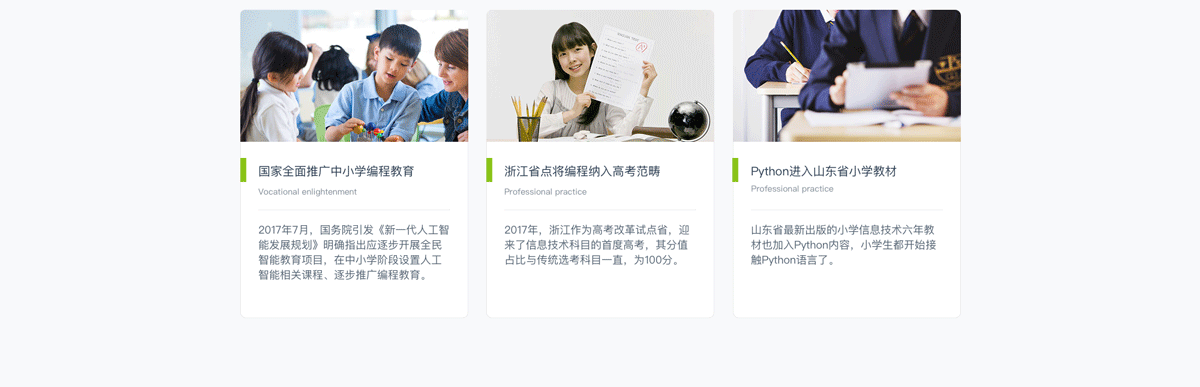 国家全面推广中小学编程教育
Vocational enlightenment
2017年7月，国务院引发《新一代人工智
能发展规划》明确指出应逐步开展全民
智能教育项目，在中小学阶段设置人工
智能相关课程、逐步推广编程教育。
浙江省点将编程纳入高考范畴
Professional practice
2017年，浙江作为高考改革试点省，迎
来了信息技术科目的首度高考，其分值
占比与传统选考科目一直，为100分。
Python进入山东省小学教材
Professional practice
山东省最新出版的小学信息技术六年教
材也加入Python内容，小学生都开始接
触Python语言了。